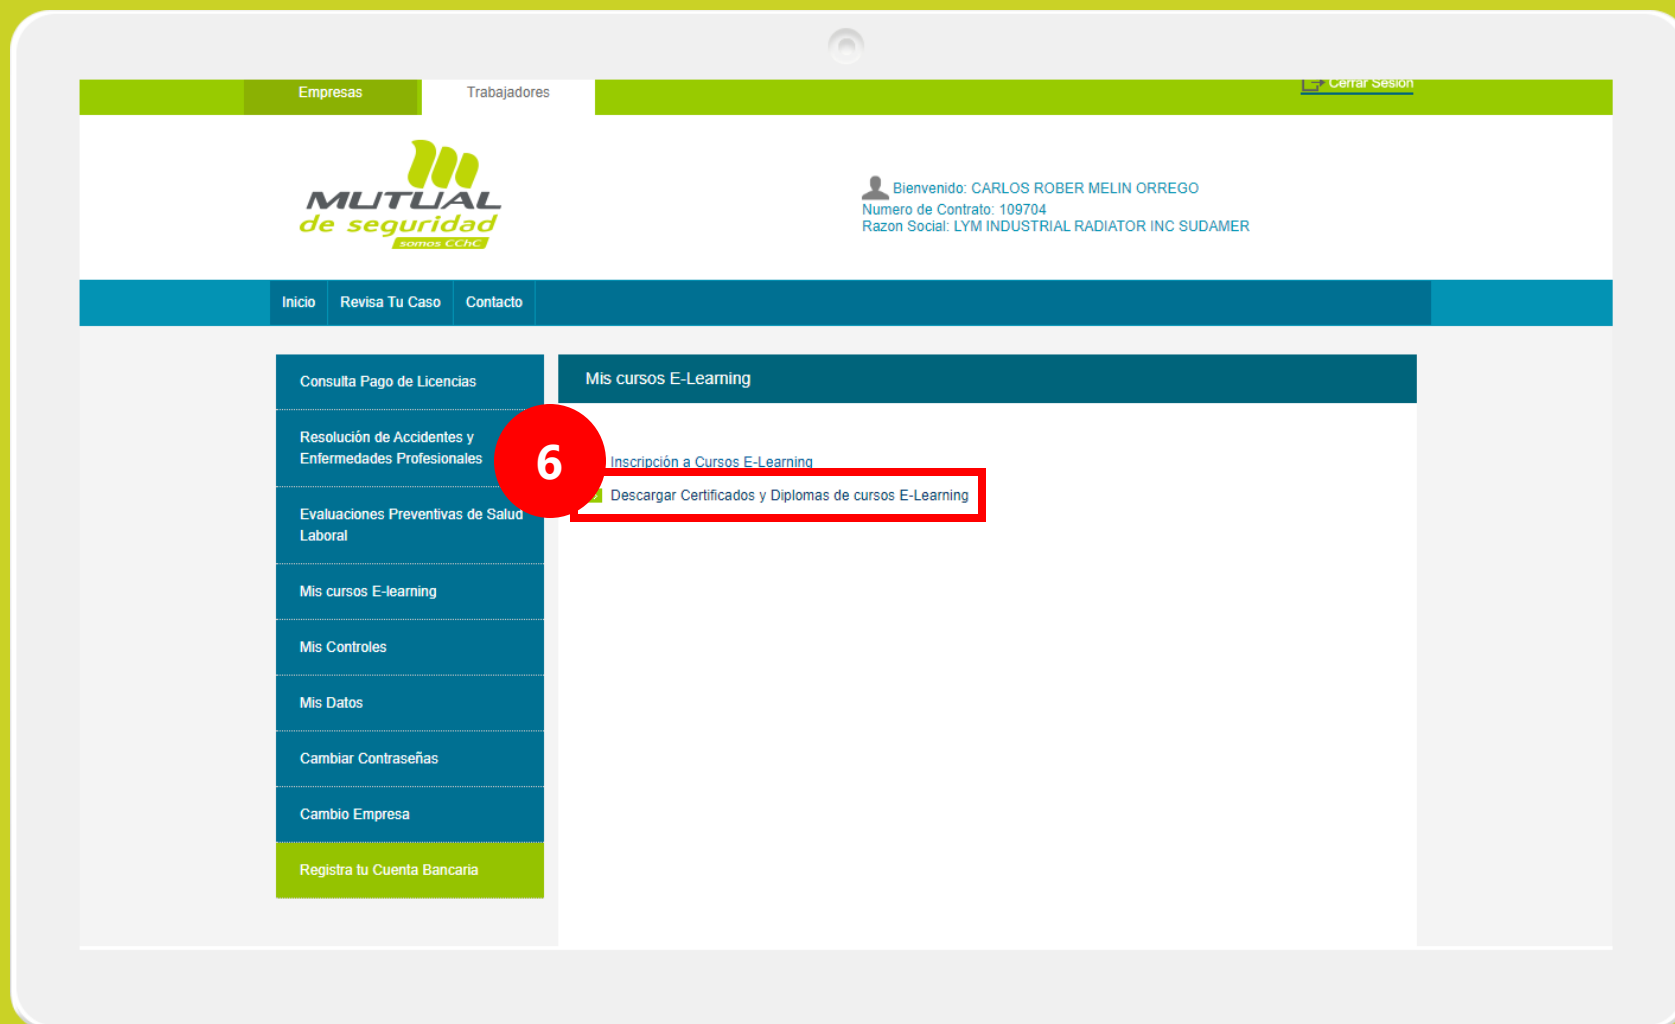 Empresas
Trabajadores
Cerrar Sesión
MUTUAL
de seguridad
somos CChC
Bienvenido: CARLOS ROBER MELIN ORREGO
Numero de Contrato: 109704
Razon Social: LYM INDUSTRIAL RADIATOR INC SUDAMER
Inicio
Revisa Tu Caso
Contacto
Consulta Pago de Licencias
Resolución de Accidentes y
Enfermedades Profesionales
Evaluaciones Preventivas de Salud
Laboral
Mis cursos E-learning
Mis Controles
Mis Datos
Cambiar Contraseñas
Cambio Empresa
Registra tu Cuenta Bancaria
Mis cursos E-Learning
6
Inscripción a Cursos E-Learning
Descargar Certificados y Diplomas de cursos E-Learning